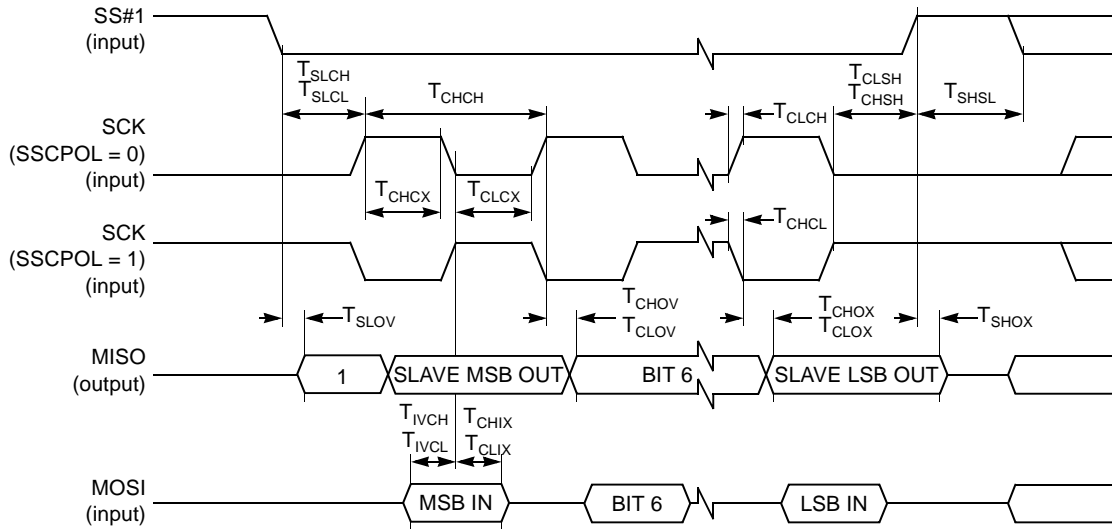 SS#1
(input)
TSLCH
TSLCL
TCHCH
TCLCH
TCLSH
TCHSH
TSHSL
SCK
(SSCPOL = 0)
(input)
TCHCX
TCLCX
SCK
(SSCPOL = 1)
(input)
TCHCL
TSLOV
TCHOV
TCLOV
TCHOX
TCLOX
TSHOX
MISO
(output)
1
SLAVE MSB OUT
BIT 6
SLAVE LSB OUT
TIVCH
TIVCL
TCHIX
TCLIX
MOSI
(input)
MSB IN
BIT 6
LSB IN